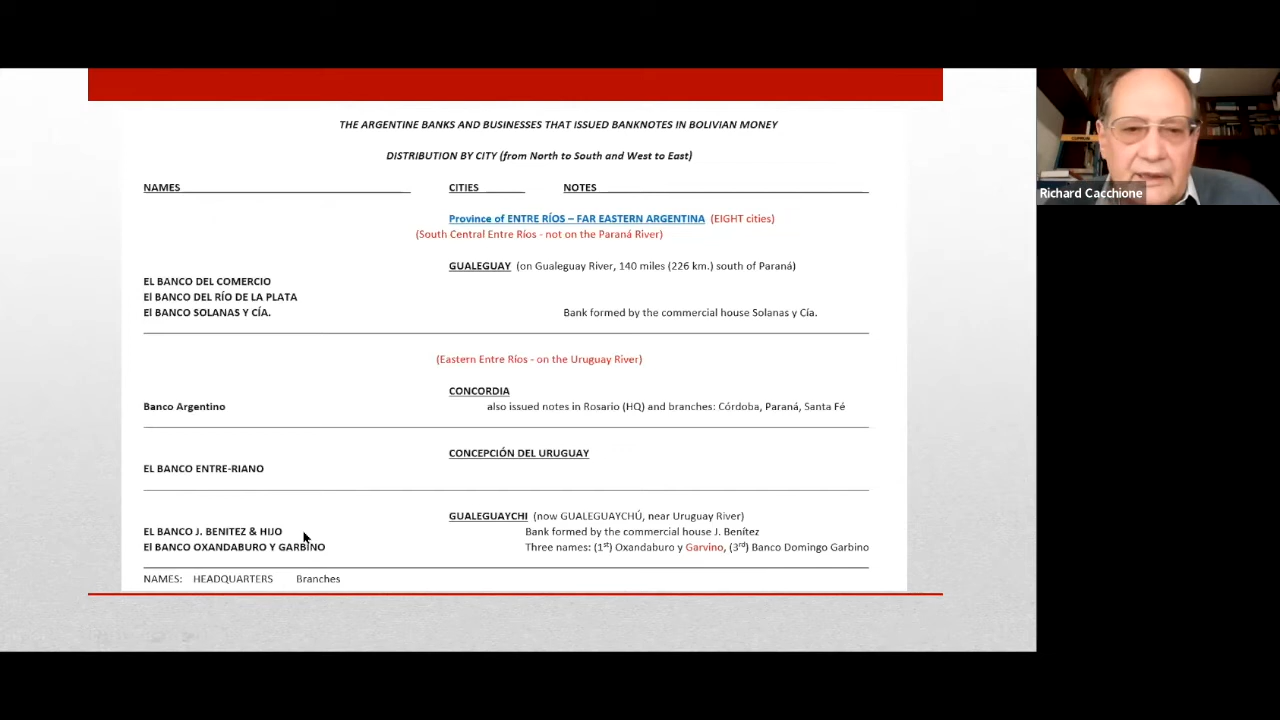 THE ARGENTINE BANKS AND BUSINESSES THAT ISSUED BANKNOTES IN BOLIVIAN MONEY
DISTRIBUTION BY CITY (from North to South and West to East)
NAMES CITIES NOTES
Province of ENTRE RÍOS – FAR EASTERN ARGENTINA (EIGHT cities)
(South Central Entre Ríos - not on the Paraná River)
GUALEGUAY (on Gualeguay River, 140 miles (226 km.) south of Paraná)
EL BANCO DEL COMERCIO
El BANCO DEL RÍO DE LA PLATA
El BANCO SOLANAS Y CÍA. Bank formed by the commercial house Solanas y Cía.
(Eastern Entre Ríos - on the Uruguay River)
CONCORDIA
Banco Argentino also issued notes in Rosario (HQ) and branches: Córdoba, Paraná, Santa Fé
CONCEPCIÓN DEL URUGUAY
EL BANCO ENTRE-RIANO
GUALEGUAYCHI (now GUALEGUAYCHÚ, near Uruguay River)
EL BANCO J. BENITEZ & HIJO Bank formed by the commercial house J. Benítez
El BANCO OXANDABURO Y GARBINO Three names: (1st) Oxandaburo y Garvino, (3rd) Banco Domingo Garbino
NAMES: HEADQUARTERS Branches
Richard Cacchione